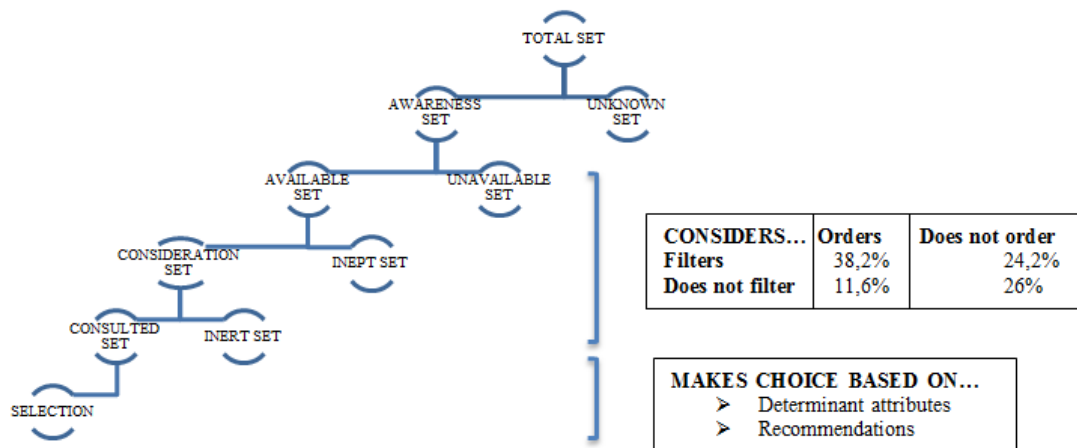 TOTAL SET
AWARENESS
SET
UNKNOWN
SET
AVAILABLE
SET
UNAVAILABLE
SET
CONSIDERATION
SET
INEPT SET
CONSULTED
SET
INERT SET
SELECTION
CONSIDERS... Orders Does not order
Filters 38,2% 24,2%
Does not filter 11,6% 26%
MAKES CHOICE BASED ON...
➢ Determinant attributes
➢ Recommendations